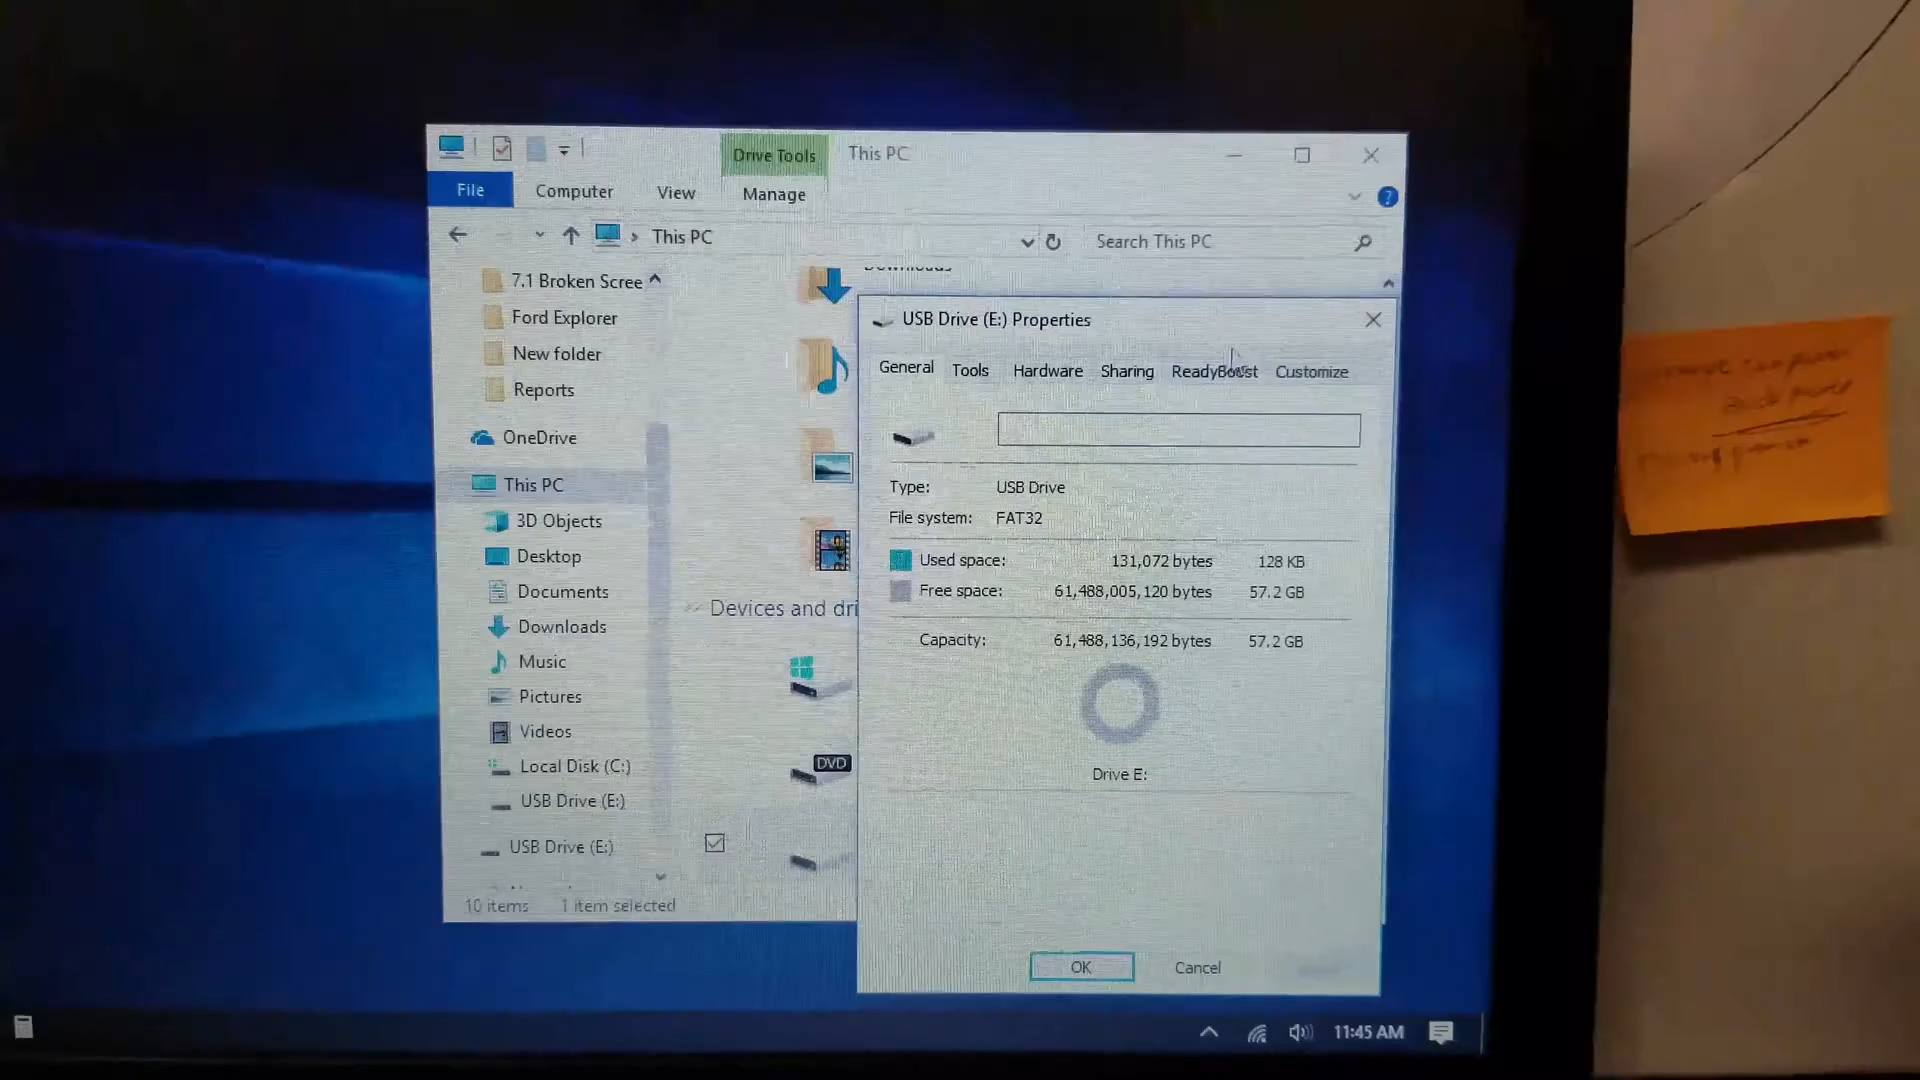 Drive Tools
This PC
File
Computer
View
Manage
This PC
Search This PC
7.1 Broken Scree
Ford Explorer
New folder
Reports
OneDrive
This PC
3D Objects
Desktop
Documents
Downloads
Music
Pictures
Videos
Local Disk (C:)
USB Drive (E:)
USB Drive (E:)
10 items
1 item selected
Downloads
Devices and dri
DVD
USB Drive (E:) Properties
General
Tools
Hardware
Sharing
ReadyBoost
Customize
Type: USB Drive
File system: FAT32
Used space: 131,072 bytes 128 KB
Free space: 61,488,005,120 bytes 57.2 GB
Capacity: 61,488,136,192 bytes 57.2 GB
Drive E:
OK
Cancel
11:45 AM